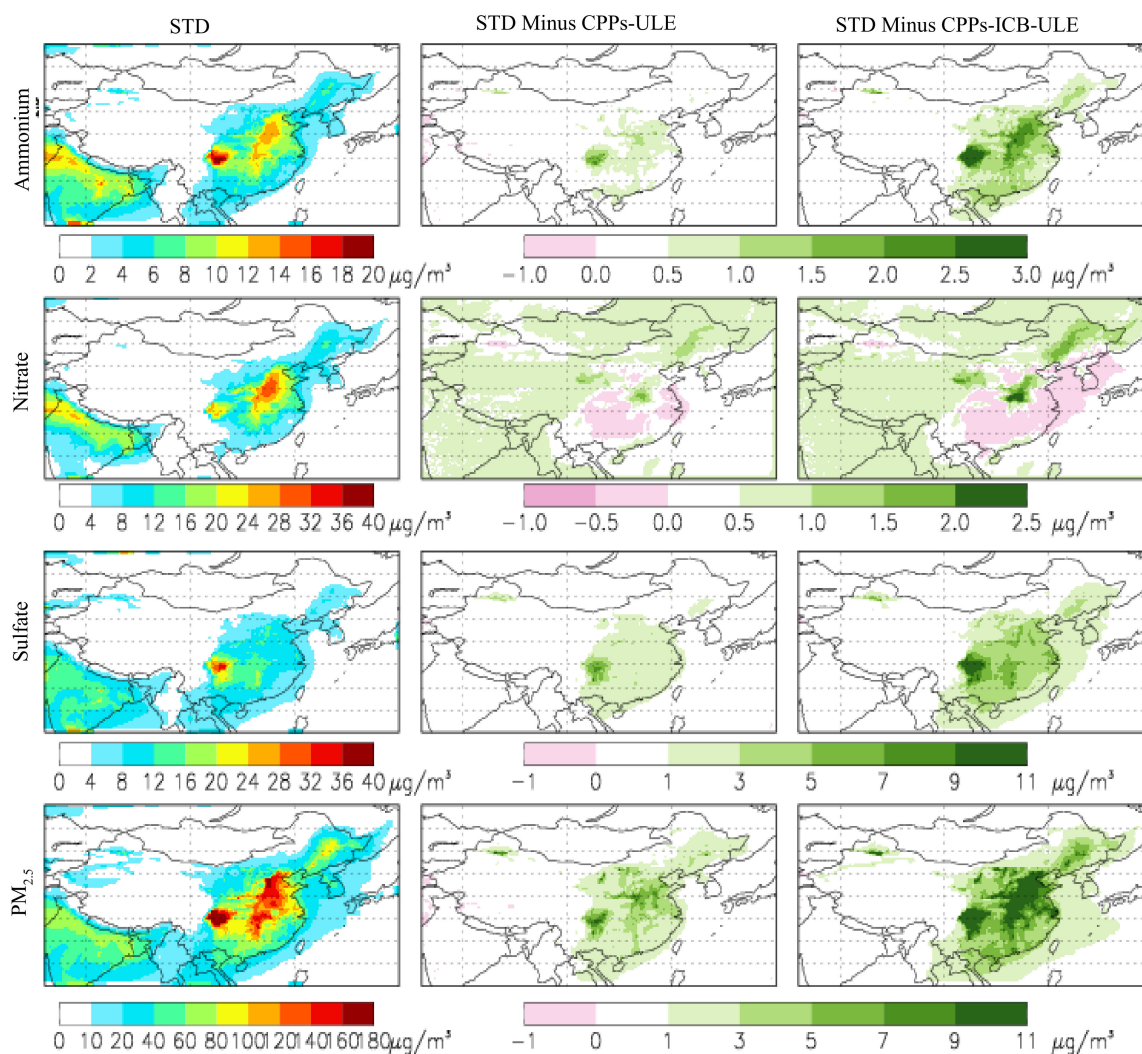 STD STD Minus CPPs-ULE STD Minus CPPs-ICB-ULE
Ammonium
0 2 4 6 8 10 12 14 16 18 20 μg/m³ −1.0 0.0 0.5 1.0 1.5 2.0 2.5 3.0 μg/m³
Nitrate
0 4 8 12 16 20 24 28 32 36 40 μg/m³ −1.0 −0.5 0.0 0.5 1.0 1.5 2.0 2.5 μg/m³
Sulfate
0 4 8 12 16 20 24 28 32 36 40 μg/m³ −1 0 1 3 5 7 9 11 μg/m³
PM2.5
0 10 20 40 60 80 100 120 140 160 180 μg/m³ −1 0 1 3 5 7 9 11 μg/m³